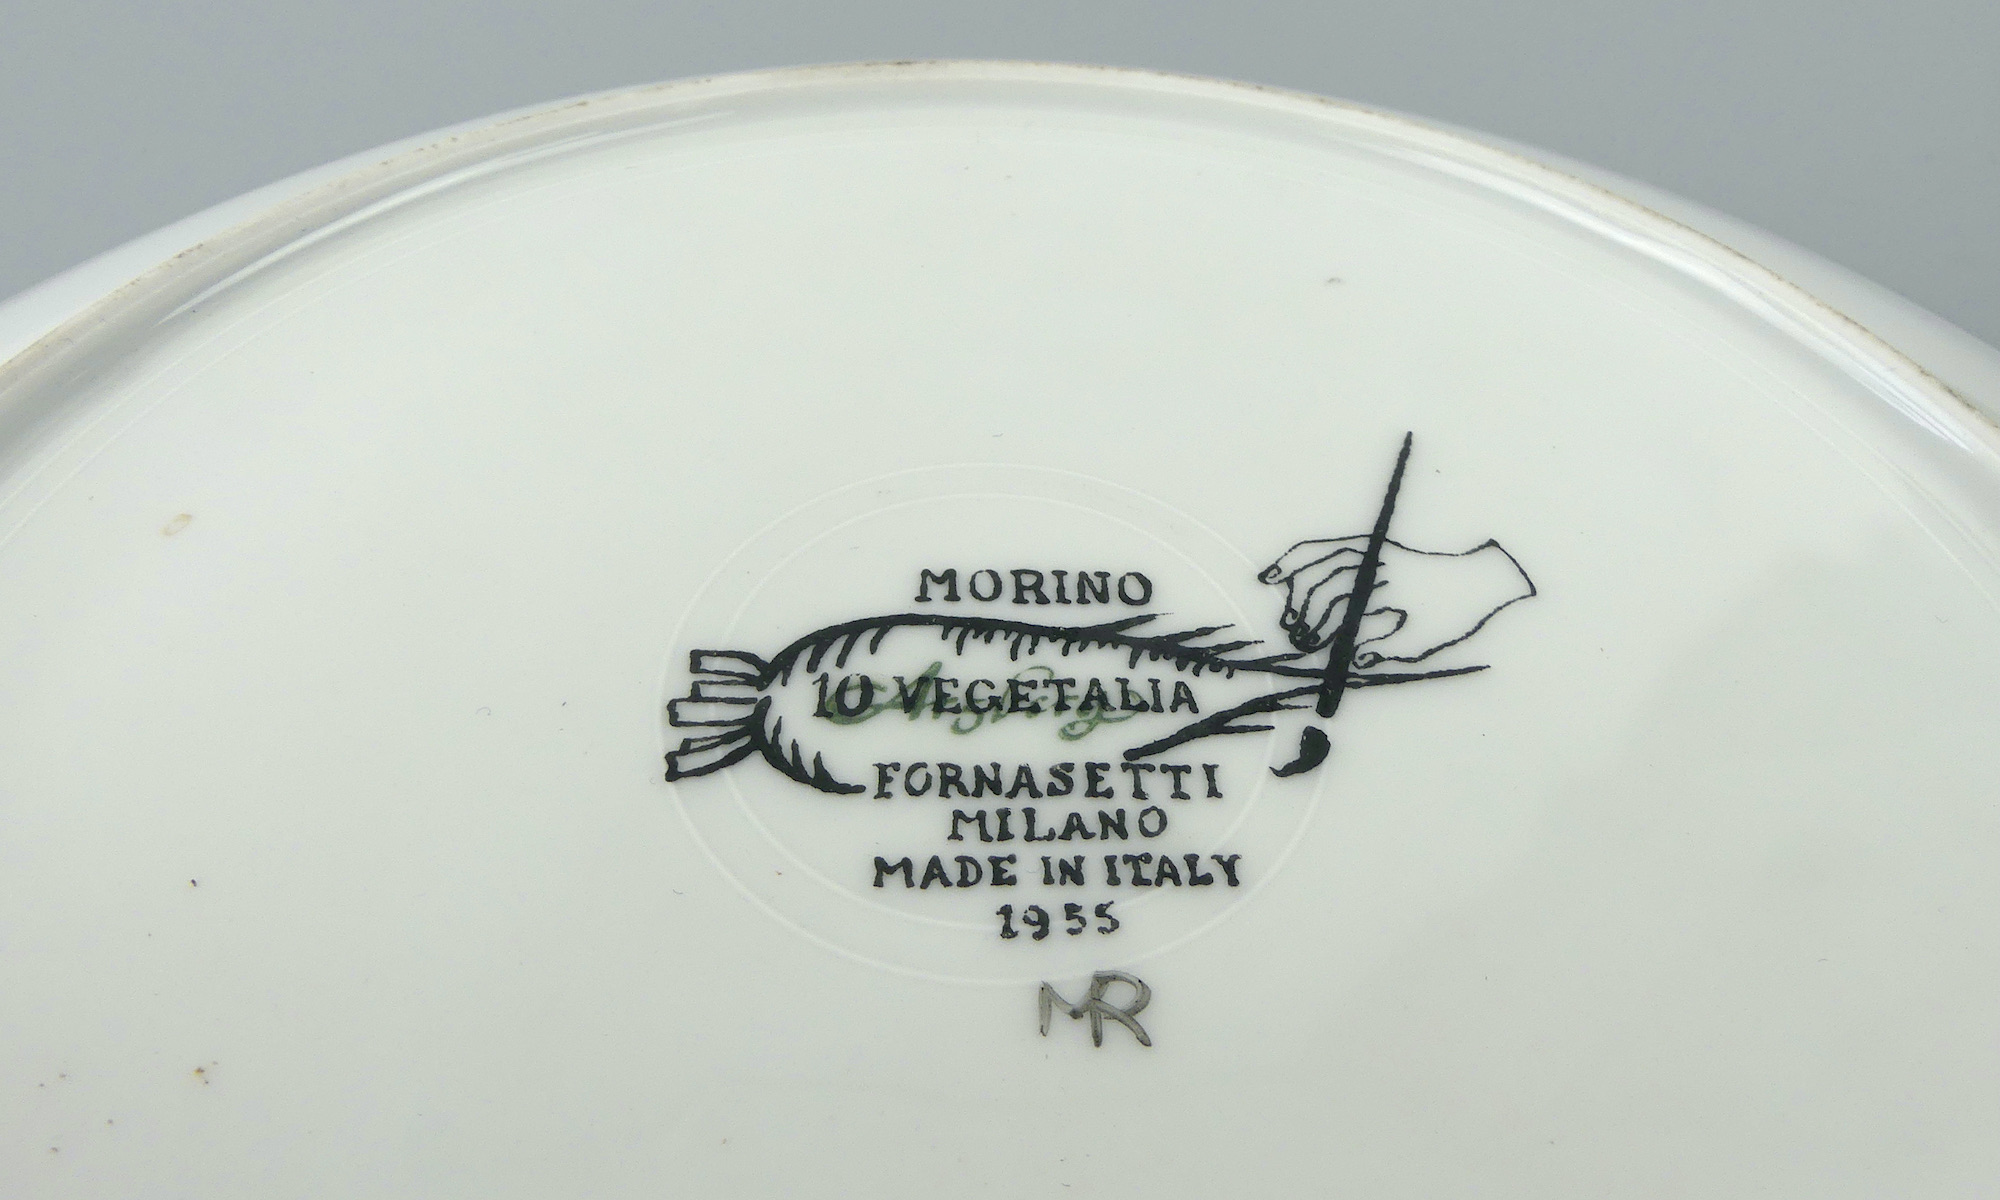 MORINO
10 VEGETALIA
FORNASETTI
MILANO
MADE IN ITALY
1955
MR